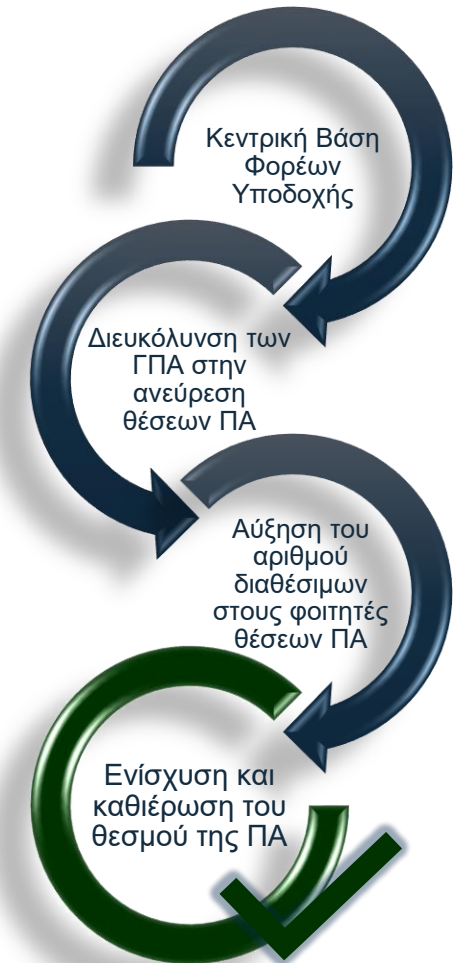 Κεντρική Βάση
Φορέων
Υποδοχής
Διευκόλυνση των
ΓΠΑ στην
ανεύρεση
θέσεων ΠΑ
Αύξηση του
αριθμού
διαθέσιμων
στους φοιτητές
θέσεων ΠΑ
Ενίσχυση και
καθιέρωση του
θεσμού της ΠΑ